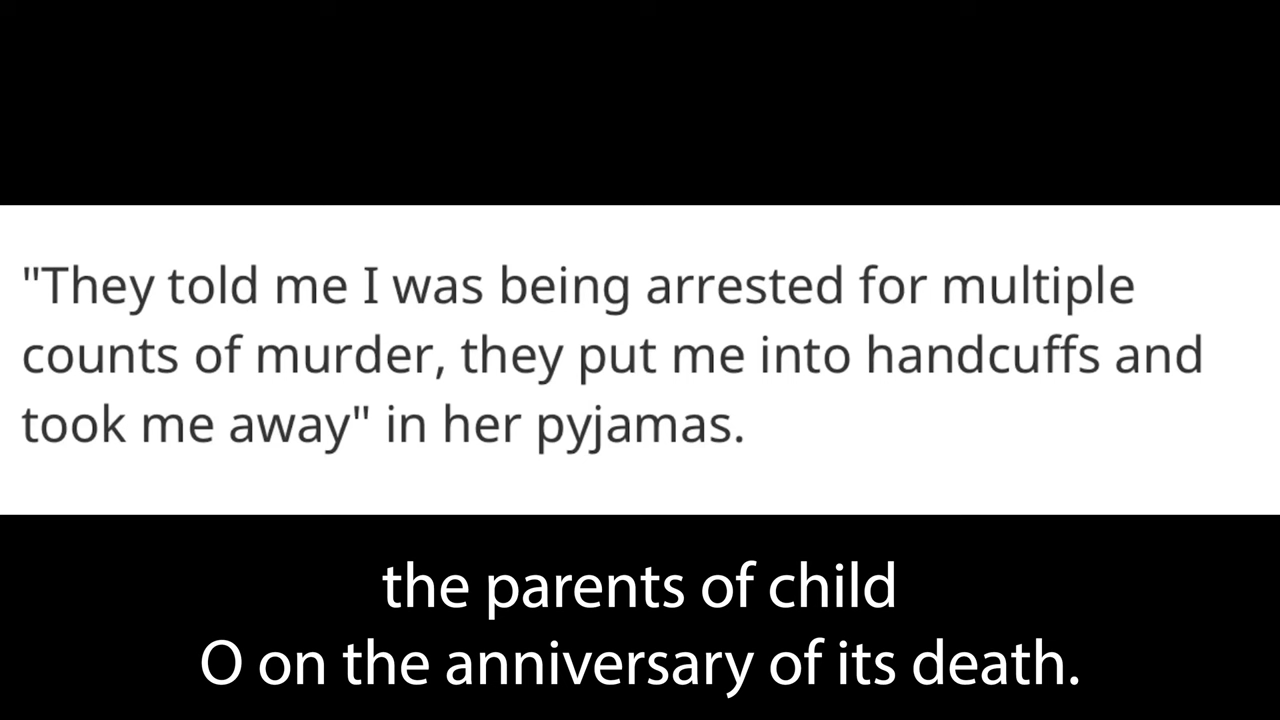 "They told me I was being arrested for multiple
counts of murder, they put me into handcuffs and
took me away" in her pyjamas.
the parents of child
O on the anniversary of its death.